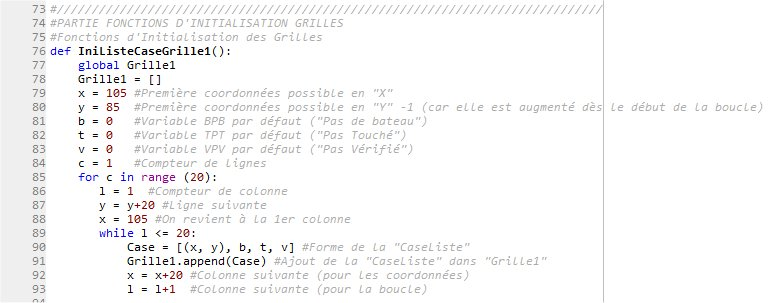 73 #//////////////////////////////////////////////////////////////////////////////
74 #PARTIE FONCTIONS D'INITIALISATION GRILLES
75 #Fonctions d'Initialisation des Grilles
76 def IniListeCaseGrille1():
77 global Grille1
78 Grille1 = []
79 x = 105 #Première coordonnées possible en "X"
80 y = 85 #Première coordonnées possible en "Y" -1 (car elle est augmenté dès le début de la boucle)
81 b = 0 #Variable BPB par défaut ("Pas de bateau")
82 t = 0 #Variable TPT par défaut ("Pas Touché")
83 v = 0 #Variable VPV par défaut ("Pas Vérifié")
84 c = 1 #Compteur de lignes
85 for c in range (20):
86 l = 1 #Compteur de colonne
87 y = y+20 #Ligne suivante
88 x = 105 #On revient à la 1er colonne
89 while l <= 20:
90 Case = [(x, y), b, t, v] #Forme de la "CaseListe"
91 Grille1.append(Case) #Ajout de la "CaseListe" dans "Grille1"
92 x = x+20 #Colonne suivante (pour les coordonnées)
93 l = l+1 #Colonne suivante (pour la boucle)